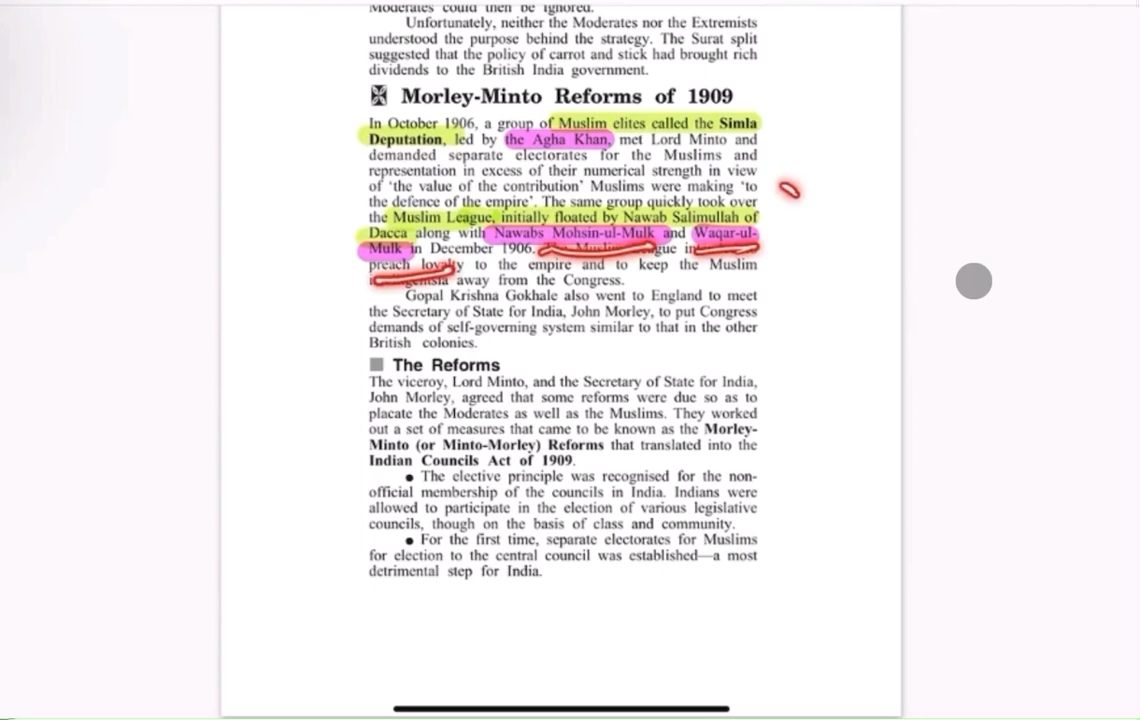 Moderates could then be ignored.
Unfortunately, neither the Moderates nor the Extremists
understood the purpose behind the strategy. The Surat split
suggested that the policy of carrot and stick had brought rich
dividends to the British India government.
Morley-Minto Reforms of 1909
In October 1906, a group of Muslim elites called the Simla
Deputation, led by the Agha Khan, met Lord Minto and
demanded separate electorates for the Muslims and
representation in excess of their numerical strength in view
of ‘the value of the contribution’ Muslims were making ‘to
the defence of the empire’. The same group quickly took over
the Muslim League, initially floated by Nawab Salimullah of
Dacca along with Nawabs Mohsin-ul-Mulk and Waqar-ul-
Mulk in December 1906.
preach loyalty to the empire and to keep the Muslim
away from the Congress.
Gopal Krishna Gokhale also went to England to meet
the Secretary of State for India, John Morley, to put Congress
demands of self-governing system similar to that in the other
British colonies.
The Reforms
The viceroy, Lord Minto, and the Secretary of State for India,
John Morley, agreed that some reforms were due so as to
placate the Moderates as well as the Muslims. They worked
out a set of measures that came to be known as the Morley-
Minto (or Minto-Morley) Reforms that translated into the
Indian Councils Act of 1909.
● The elective principle was recognised for the non-
official membership of the councils in India. Indians were
allowed to participate in the election of various legislative
councils, though on the basis of class and community.
● For the first time, separate electorates for Muslims
for election to the central council was established—a most
detrimental step for India.